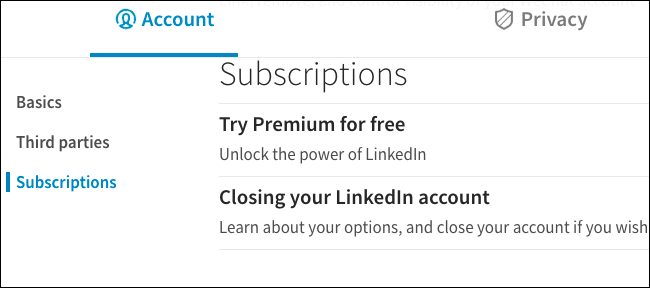 Account
Privacy
Subscriptions
Basics
Try Premium for free
Third parties
Unlock the power of LinkedIn
Subscriptions
Closing your LinkedIn account
Learn about your options, and close your account if you wish